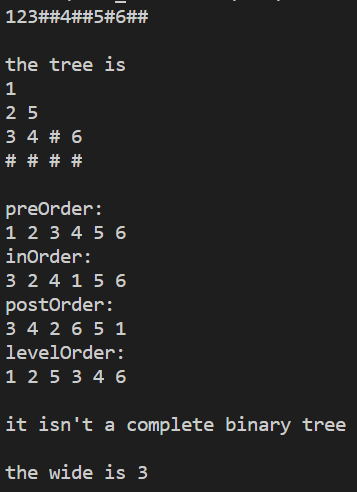 123##4##5#6##
the tree is
1
2 5
3 4 # 6
# # # #
preOrder:
1 2 3 4 5 6
inOrder:
3 2 4 1 5 6
postOrder:
3 4 2 6 5 1
levelOrder:
1 2 5 3 4 6
it isn't a complete binary tree
the wide is 3